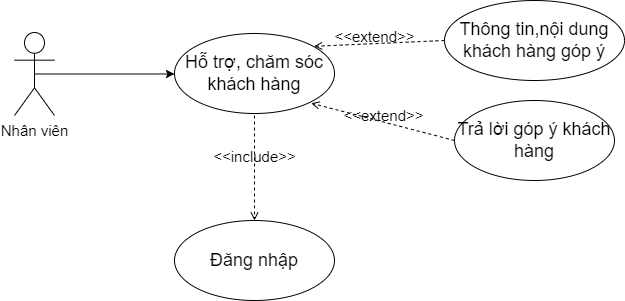 <<extend>>
Thông tin,nội dung
khách hàng góp ý
Hỗ trợ, chăm sóc
khách hàng
Nhân viên
<<extend>>
Trả lời góp ý khách
hàng
<<include>>
Đăng nhập